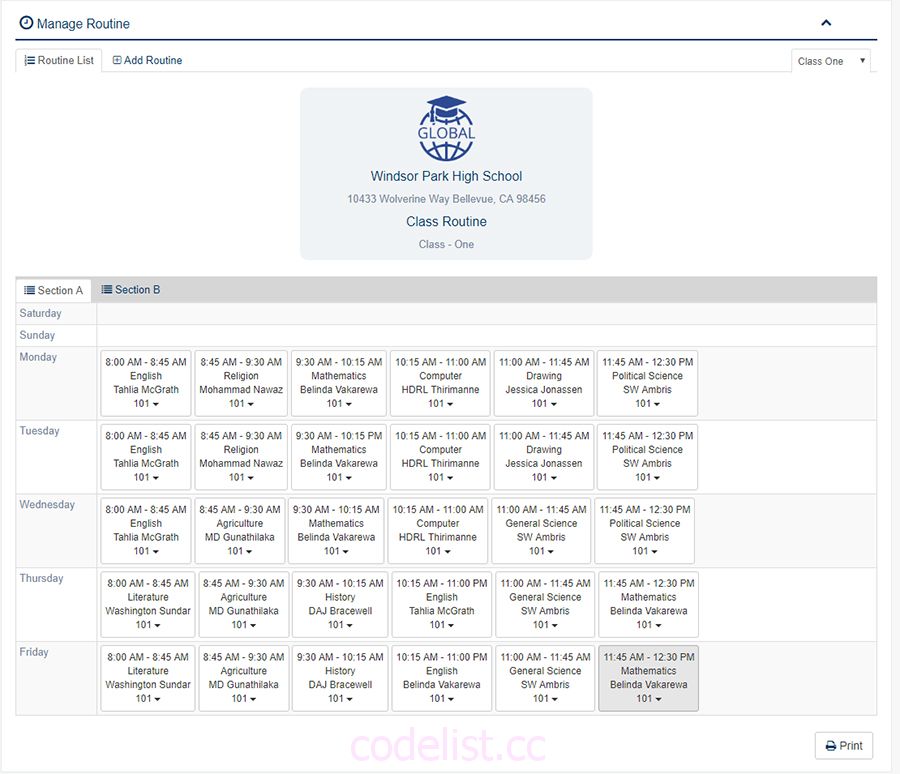 Manage Routine
Routine List
Add Routine
Class One
GLOBAL
Windsor Park High School
10433 Wolverine Way Bellevue, CA 98456
Class Routine
Class - One
Section A
Section B
Saturday
Sunday
Monday
8:00 AM - 8:45 AM
English
Tahlia McGrath
101
8:45 AM - 9:30 AM
Religion
Mohammad Nawaz
101
9:30 AM - 10:15 AM
Mathematics
Belinda Vakarewa
101
10:15 AM - 11:00 AM
Computer
HDRL Thirimanne
101
11:00 AM - 11:45 AM
Drawing
Jessica Jonassen
101
11:45 AM - 12:30 PM
Political Science
SW Ambris
101
Tuesday
8:00 AM - 8:45 AM
English
Tahlia McGrath
101
8:45 AM - 9:30 AM
Religion
Mohammad Nawaz
101
9:30 AM - 10:15 PM
Mathematics
Belinda Vakarewa
101
10:15 AM - 11:00 AM
Computer
HDRL Thirimanne
101
11:00 AM - 11:45 AM
Drawing
Jessica Jonassen
101
11:45 AM - 12:30 PM
Political Science
SW Ambris
101
Wednesday
8:00 AM - 8:45 AM
English
Tahlia McGrath
101
8:45 AM - 9:30 AM
Agriculture
MD Gunathilaka
101
9:30 AM - 10:15 AM
Mathematics
Belinda Vakarewa
101
10:15 AM - 11:00 AM
Computer
HDRL Thirimanne
101
11:00 AM - 11:45 AM
General Science
SW Ambris
101
11:45 AM - 12:30 PM
Political Science
SW Ambris
101
Thursday
8:00 AM - 8:45 AM
Literature
Washington Sundar
101
8:45 AM - 9:30 AM
Agriculture
MD Gunathilaka
101
9:30 AM - 10:15 AM
History
DAJ Bracewell
101
10:15 AM - 11:00 PM
English
Tahlia McGrath
101
11:00 AM - 11:45 AM
General Science
SW Ambris
101
11:45 AM - 12:30 PM
Mathematics
Belinda Vakarewa
101
Friday
8:00 AM - 8:45 AM
Literature
Washington Sundar
101
8:45 AM - 9:30 AM
Agriculture
MD Gunathilaka
101
9:30 AM - 10:15 AM
History
DAJ Bracewell
101
10:15 AM - 11:00 PM
English
Belinda Vakarewa
101
11:00 AM - 11:45 AM
General Science
SW Ambris
101
11:45 AM - 12:30 PM
Mathematics
Belinda Vakarewa
101
codelist.cc
Print